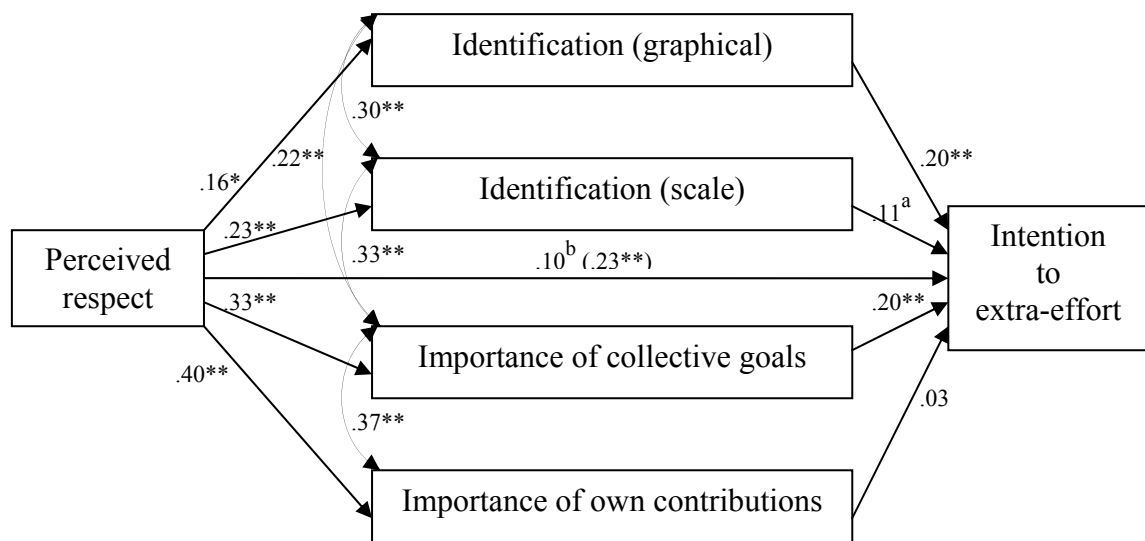 Identification (graphical)
.30**
.22**
.16*
.20**
Identification (scale)
.11a
.23**
Perceived
respect
.33**
.10b (.23**)
Intention
to
extra-effort
.33**
.20**
Importance of collective goals
.40**
.37**
.03
Importance of own contributions